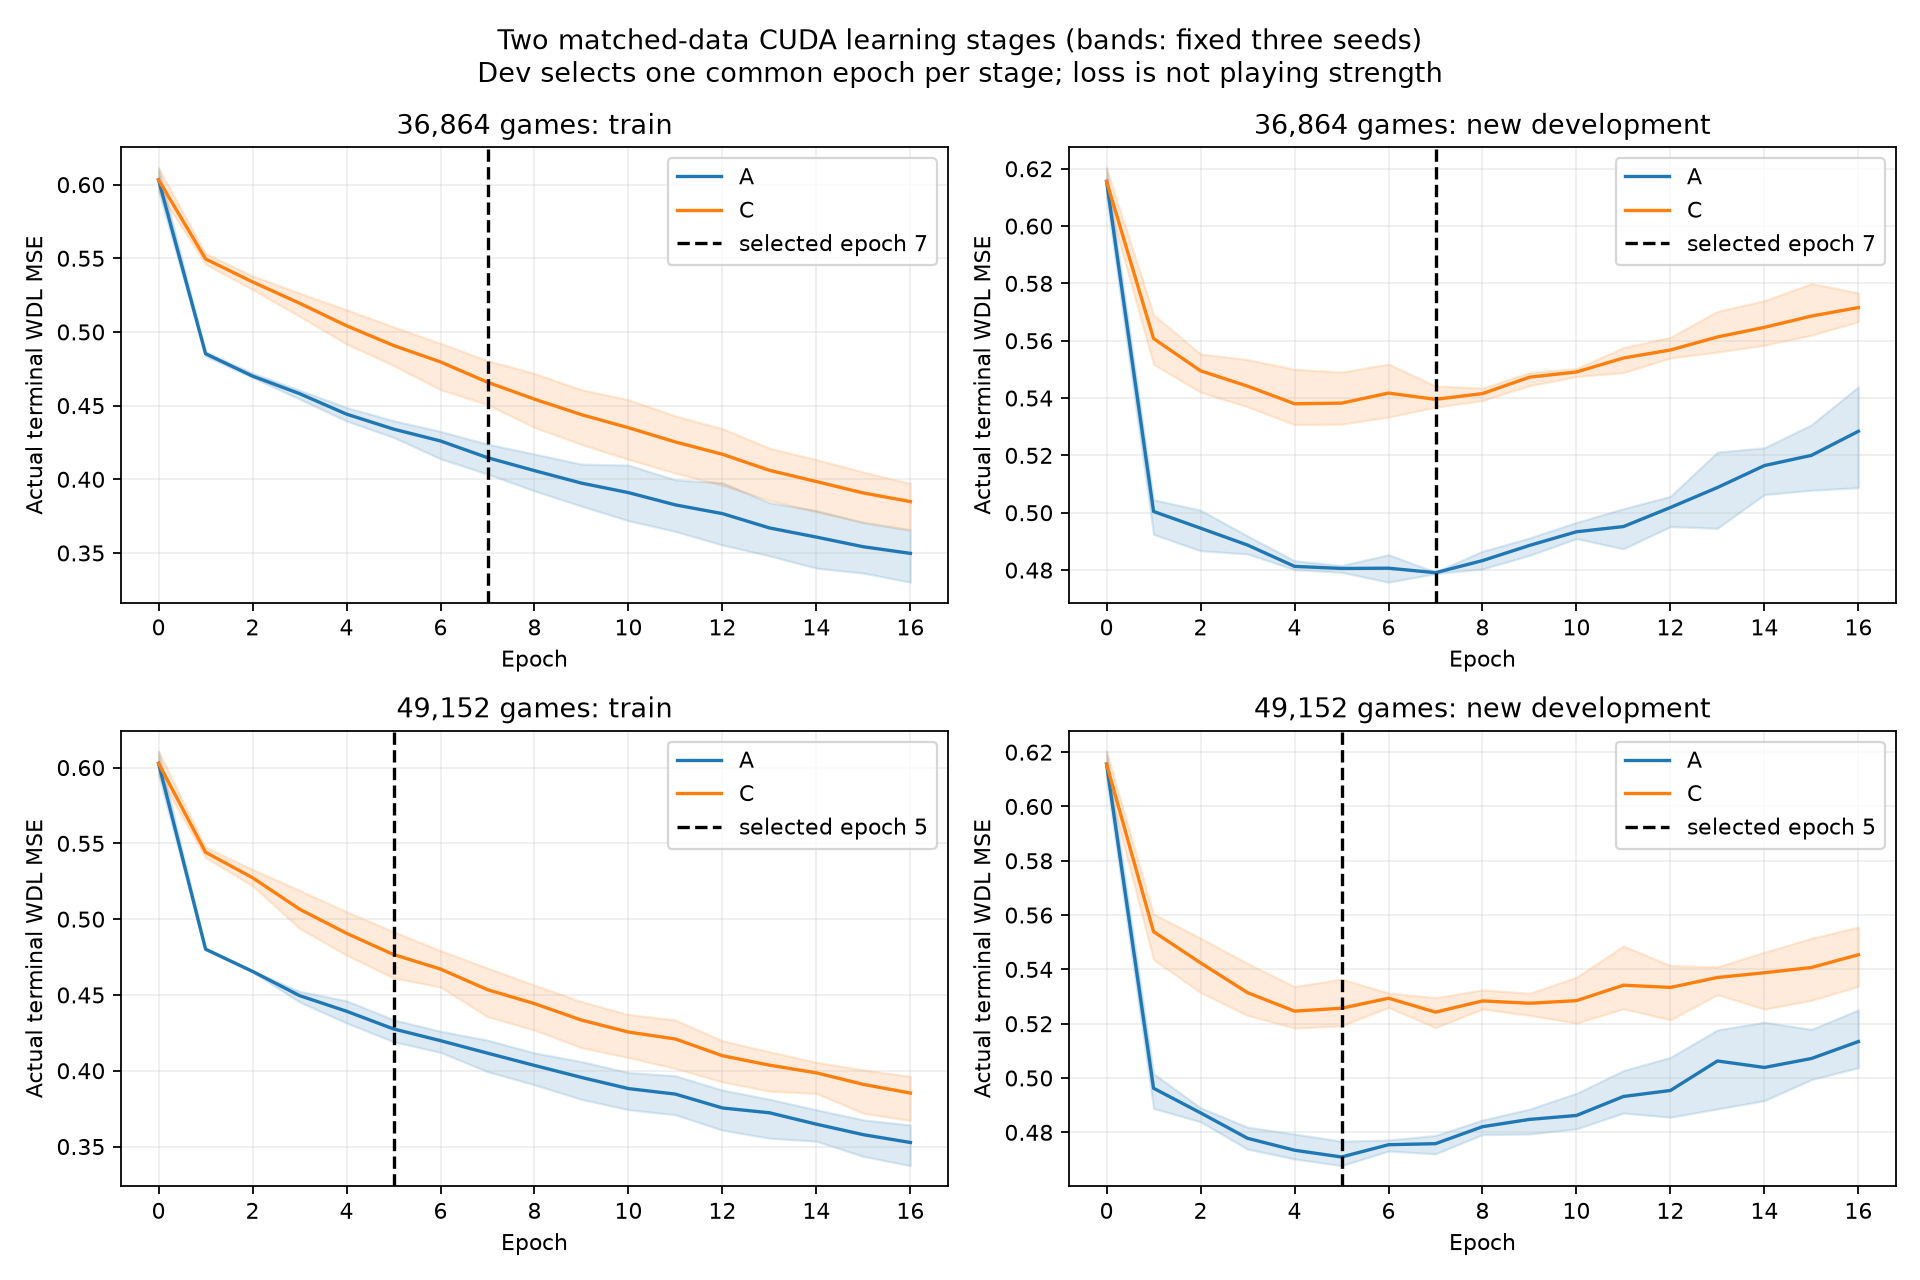 Two matched-data CUDA learning stages (bands: fixed three seeds)
Dev selects one common epoch per stage; loss is not playing strength
36,864 games: train
Actual terminal WDL MSE
0.60
0.55
0.50
0.45
0.40
0.35
A
C
selected epoch 7
0 2 4 6 8 10 12 14 16
Epoch
36,864 games: new development
Actual terminal WDL MSE
0.62
0.60
0.58
0.56
0.54
0.52
0.50
0.48
A
C
selected epoch 7
0 2 4 6 8 10 12 14 16
Epoch
49,152 games: train
Actual terminal WDL MSE
0.60
0.55
0.50
0.45
0.40
0.35
A
C
selected epoch 5
0 2 4 6 8 10 12 14 16
Epoch
49,152 games: new development
Actual terminal WDL MSE
0.62
0.60
0.58
0.56
0.54
0.52
0.50
0.48
A
C
selected epoch 5
0 2 4 6 8 10 12 14 16
Epoch